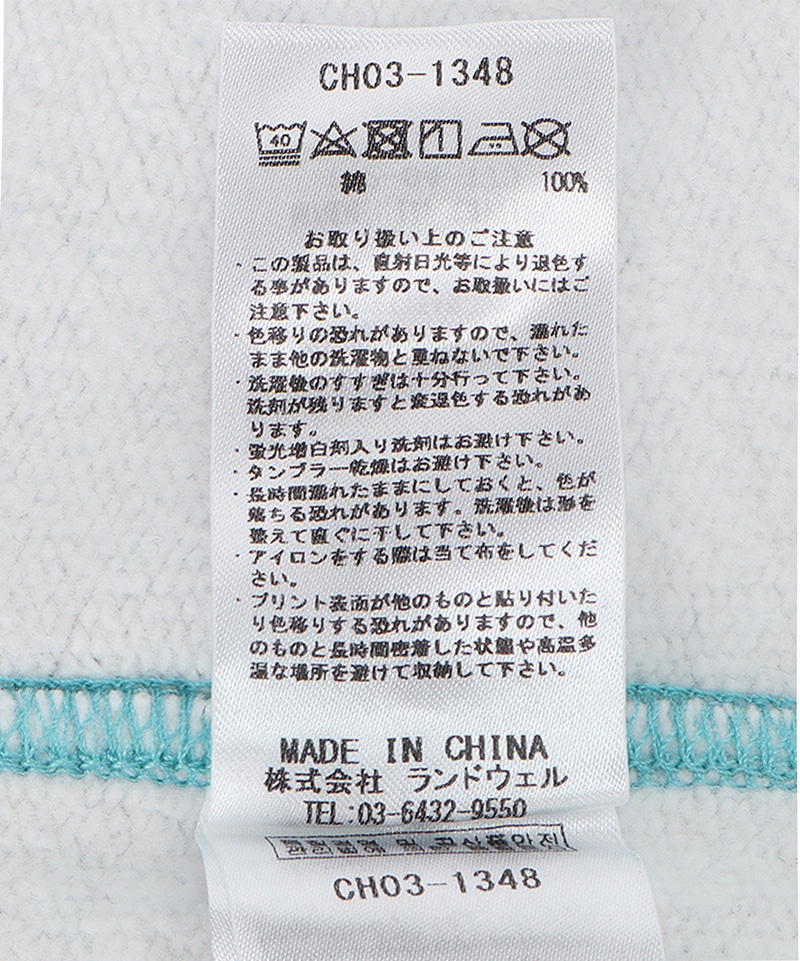 CH03-1348
40
綿 100%
お取り扱い上のご注意
・この製品は、直射日光等により退色す
る事がありますので、お取扱いにはご
注意下さい。
・色移りの恐れがありますので、濡れた
まま他の洗濯物と重ねないで下さい。
・洗濯後のすすぎは十分行って下さい。
洗剤が残りますと変退色する恐れがあ
ります。
・蛍光増白剤入り洗剤はお避け下さい。
・タンブラー乾燥はお避け下さい。
・長時間濡れたままにしておくと、色が
落ちる恐れがあります。洗濯後は形を
整えて直ぐに干して下さい。
・アイロンをする際は当て布をしてくだ
さい。
・プリント表面が他のものと貼り付いた
り色移りする恐れがありますので、他
のものと長時間密着した状態や高温多
湿な場所を避けて収納して下さい。
MADE IN CHINA
株式会社 ランドウェル
TEL:03-6432-9550
CH03-1348